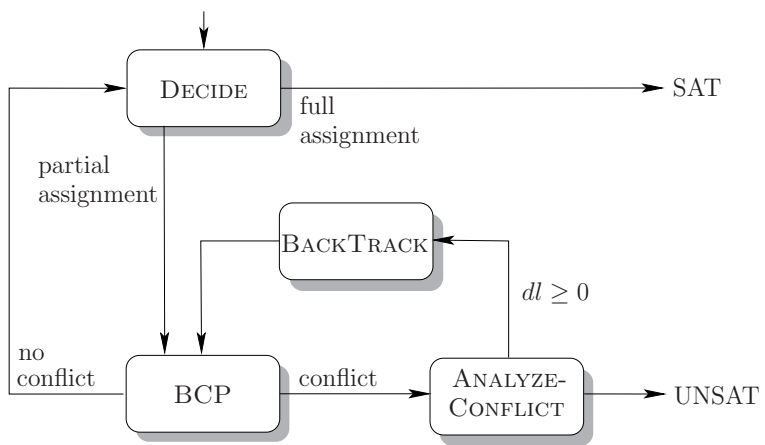 DECIDE
SAT
full
assignment
partial
assignment
BACKTRACK
dl ≥ 0
no
conflict
BCP
conflict
ANALYZE-
CONFLICT
UNSAT